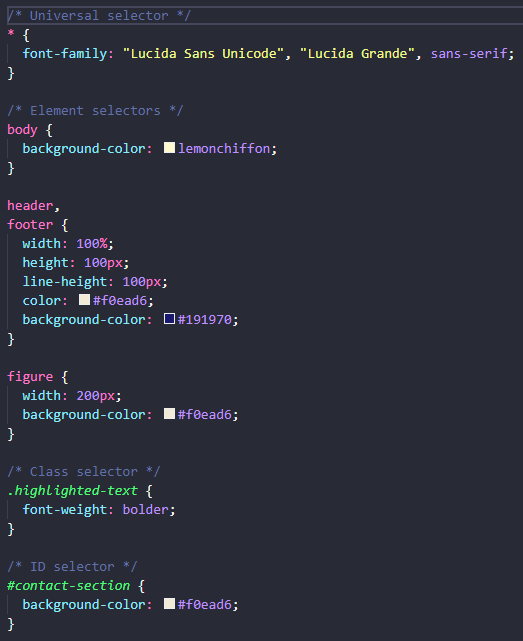 /* Universal selector */
* {
  font-family: "Lucida Sans Unicode", "Lucida Grande", sans-serif;
}

/* Element selectors */
body {
  background-color: lemonchiffon;
}

header,
footer {
  width: 100%;
  height: 100px;
  line-height: 100px;
  color: #f0ead6;
  background-color: #191970;
}

figure {
  width: 200px;
  background-color: #f0ead6;
}

/* Class selector */
.highlighted-text {
  font-weight: bolder;
}

/* ID selector */
#contact-section {
  background-color: #f0ead6;
}